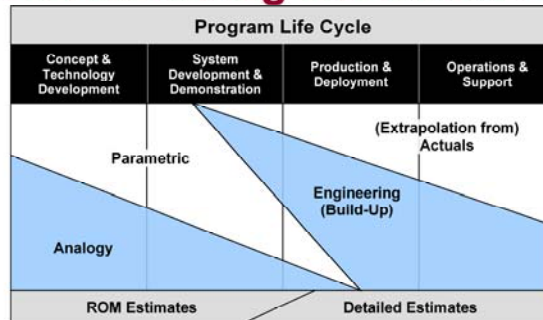 Program Life Cycle
Concept &
Technology
Development
System
Development &
Demonstration
Production &
Deployment
Operations &
Support
(Extrapolation from)
Actuals
Parametric
Engineering
(Build-Up)
Analogy
ROM Estimates
Detailed Estimates